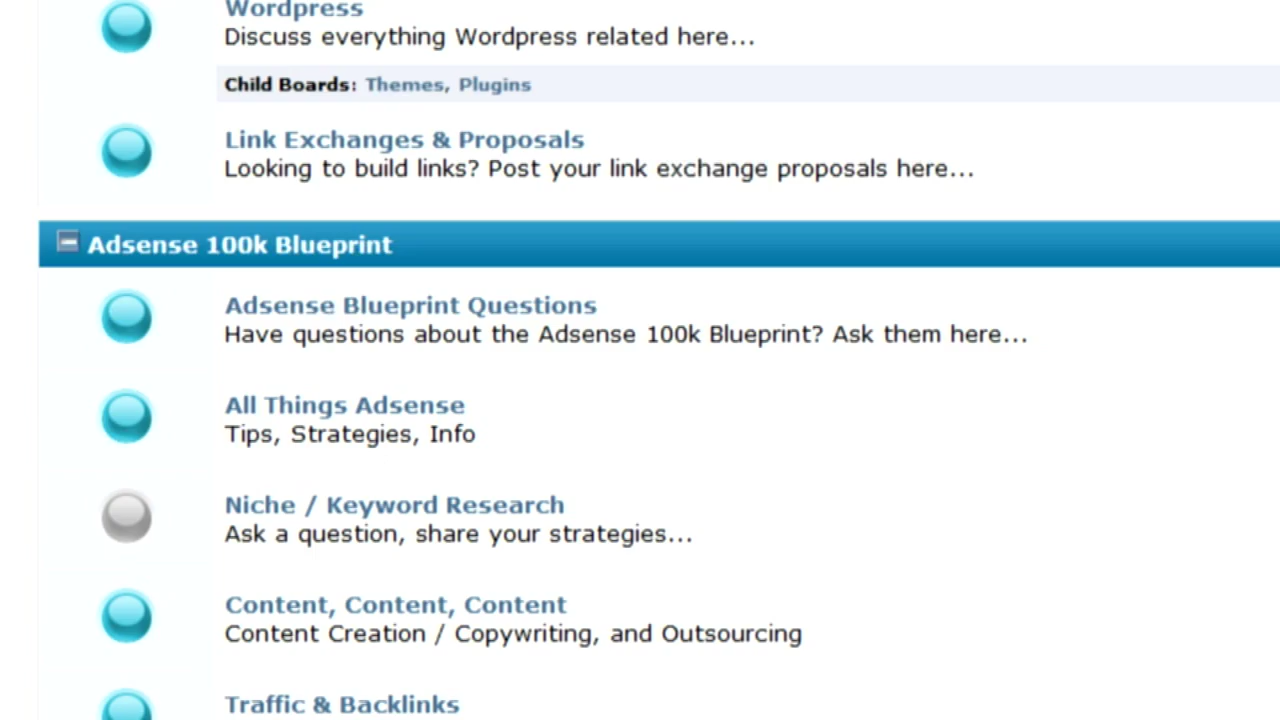 Wordpress
Discuss everything Wordpress related here...
Child Boards: Themes, Plugins
Link Exchanges & Proposals
Looking to build links? Post your link exchange proposals here...
Adsense 100k Blueprint
Adsense Blueprint Questions
Have questions about the Adsense 100k Blueprint? Ask them here...
All Things Adsense
Tips, Strategies, Info
Niche / Keyword Research
Ask a question, share your strategies...
Content, Content, Content
Content Creation / Copywriting, and Outsourcing
Traffic & Backlinks